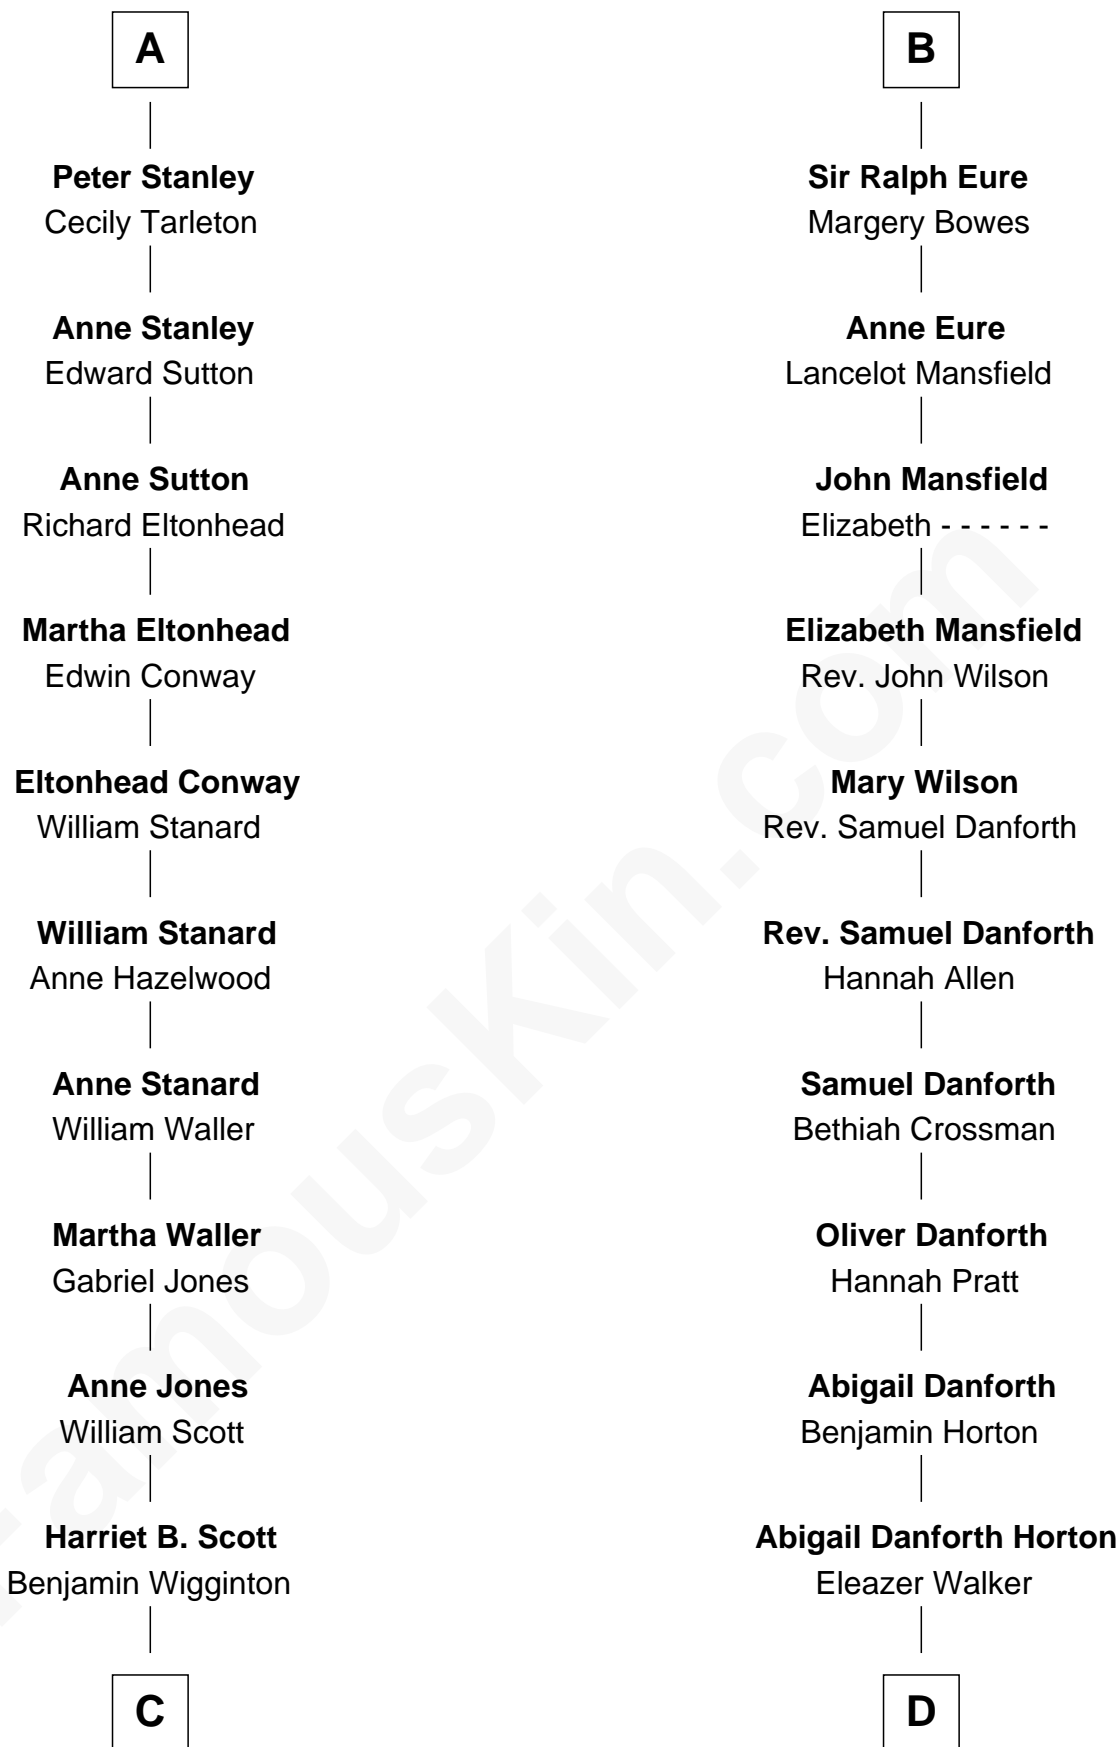 A
Peter Stanley
Cecily Tarleton
Anne Stanley
Edward Sutton
Anne Sutton
Richard Eltonhead
Martha Eltonhead
Edwin Conway
Eltonhead Conway
William Stanard
William Stanard
Anne Hazelwood
Anne Stanard
William Waller
Martha Waller
Gabriel Jones
Anne Jones
William Scott
Harriet B. Scott
Benjamin Wigginton
C
B
Sir Ralph Eure
Margery Bowes
Anne Eure
Lancelot Mansfield
John Mansfield
Elizabeth - - - - - -
Elizabeth Mansfield
Rev. John Wilson
Mary Wilson
Rev. Samuel Danforth
Rev. Samuel Danforth
Hannah Allen
Samuel Danforth
Bethiah Crossman
Oliver Danforth
Hannah Pratt
Abigail Danforth
Benjamin Horton
Abigail Danforth Horton
Eleazer Walker
D
FamousKin.com